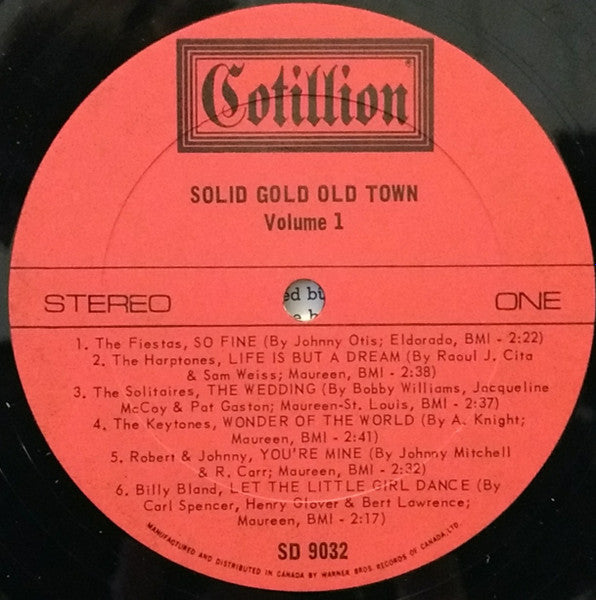 Cotillion®
SOLID GOLD OLD TOWN
Volume 1
STEREO
ed bu
ONE
1. The Fiestas, SO FINE (By Johnny Otis; Eldorado, BMI - 2:22)
2. The Harptones, LIFE IS BUT A DREAM (By Raoul J. Cita
& Sam Weiss; Maureen, BMI - 2:38)
3. The Solitaires, THE WEDDING (By Bobby Williams, Jacqueline
McCoy & Pat Gaston; Maureen-St. Louis, BMI - 2:37)
4. The Keytones, WONDER OF THE WORLD (By A. Knight;
Maureen, BMI - 2:41)
5. Robert & Johnny, YOU'RE MINE (By Johnny Mitchell
& R. Carr; Maureen, BMI - 2:32)
6. Billy Bland, LET THE LITTLE GIRL DANCE (By
Carl Spencer, Henry Glover & Bert Lawrence;
Maureen, BMI - 2:17)
SD 9032
MANUFACTURED AND DISTRIBUTED IN CANADA BY WARNER BROS. RECORDS OF CANADA, LTD.